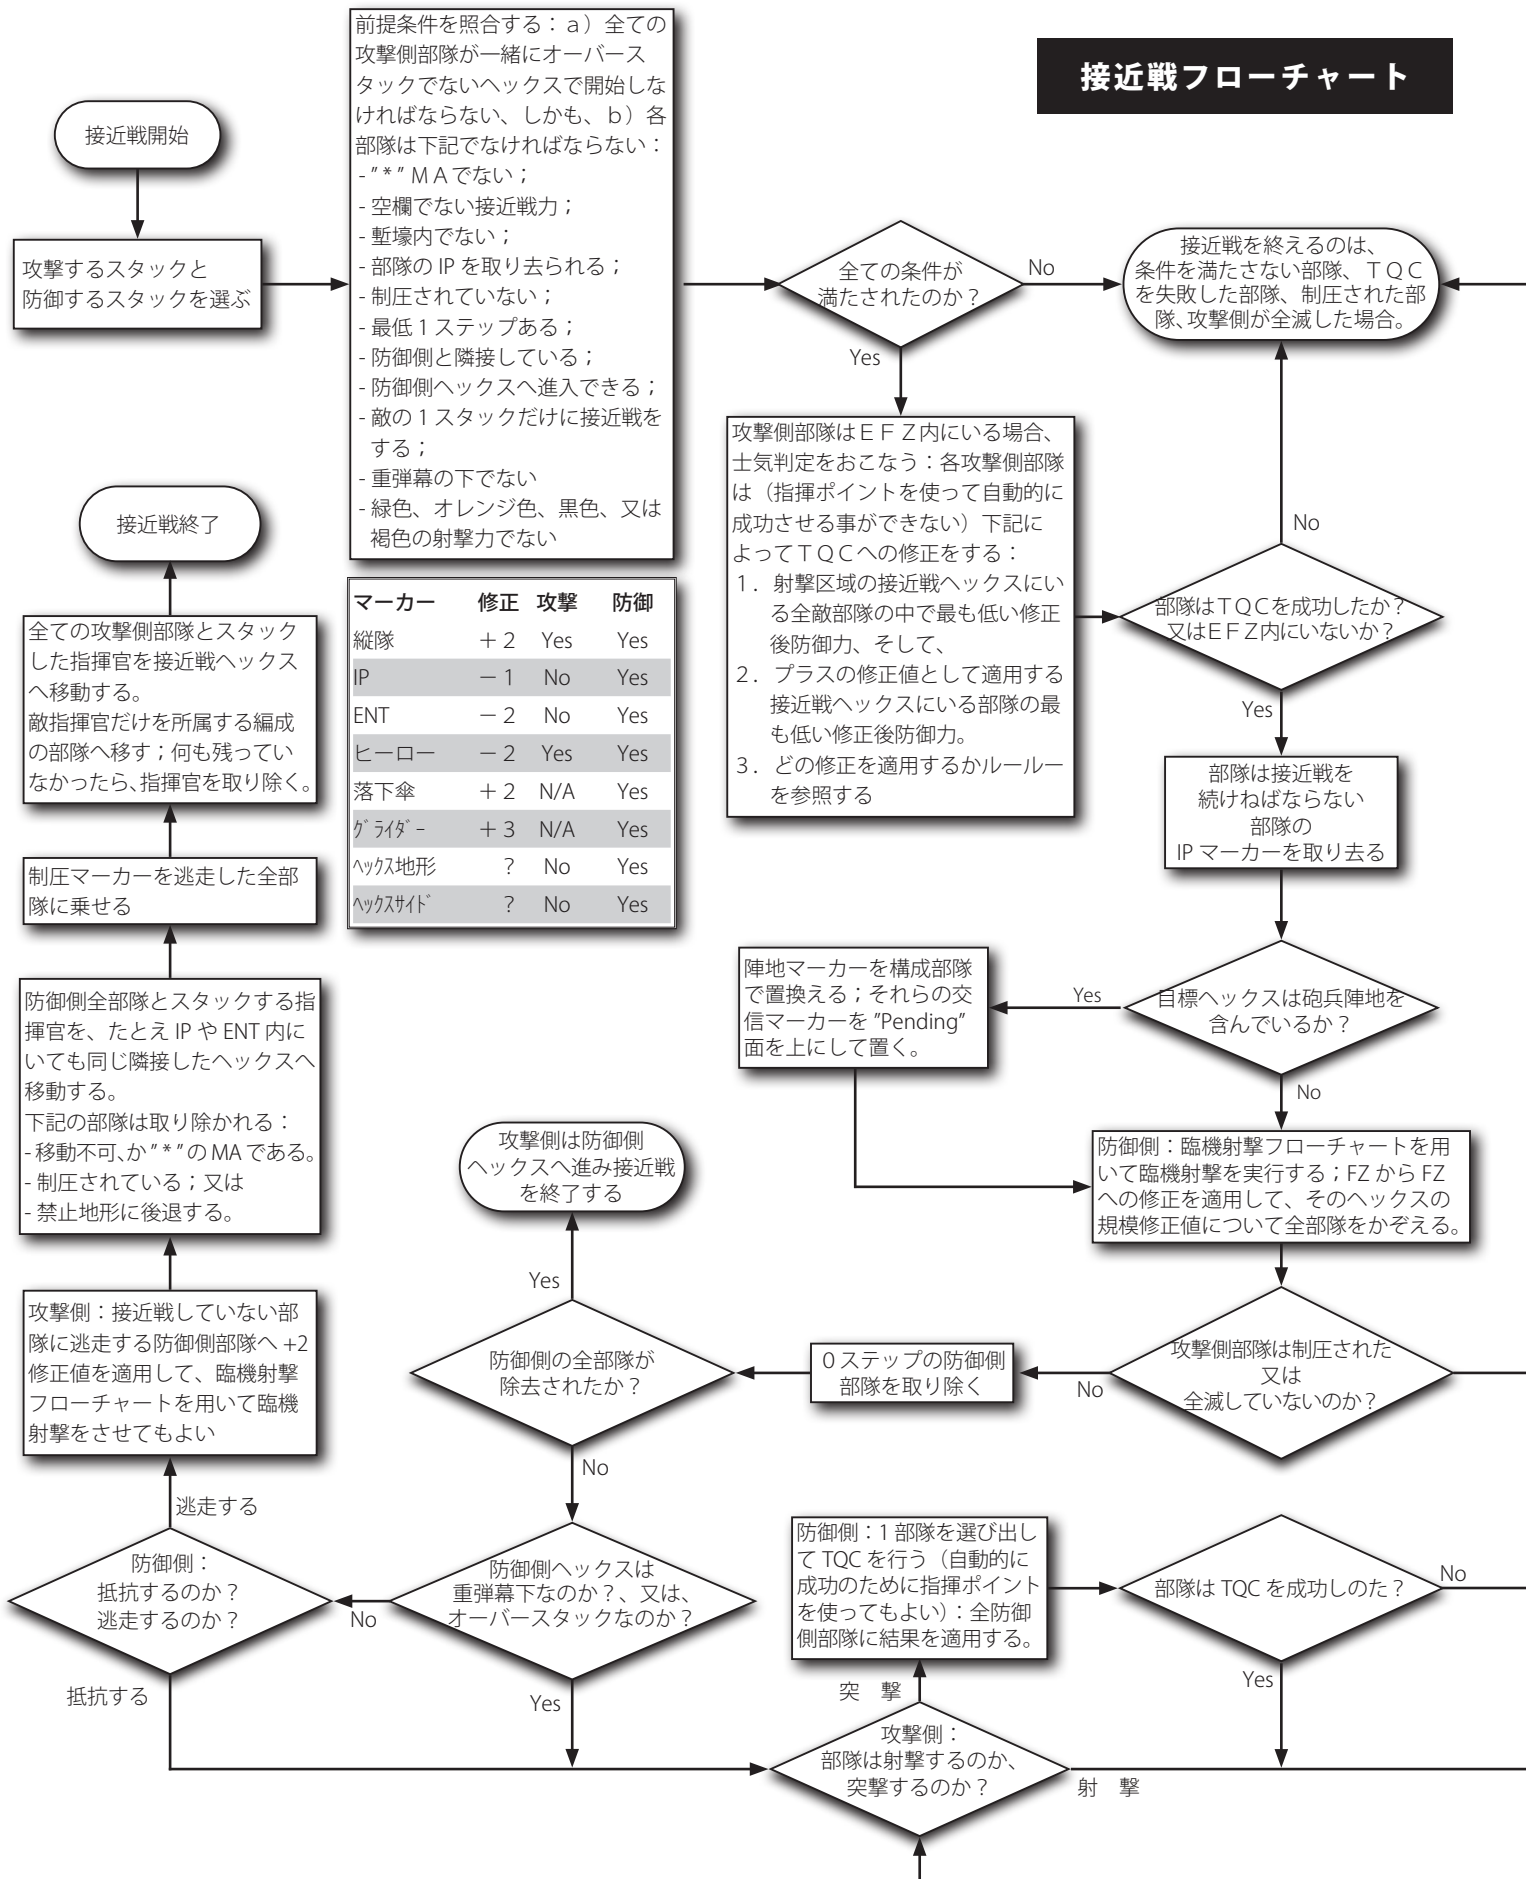 接近戦フローチャート
接近戦開始
攻撃するスタックと
防御するスタックを選ぶ
前提条件を照合する：ａ）全ての
攻撃側部隊が一緒にオーバース
タックでないヘックスで開始しな
ければならない、しかも、ｂ）各
部隊は下記でなければならない：
- ” * ” ＭＡでない；
- 空欄でない接近戦力；
- 塹壕内でない；
- 部隊の IP を取り去られる；
- 制圧されていない；
- 最低１ステップある；
- 防御側と隣接している；
- 防御側ヘックスへ進入できる；
- 敵の１スタックだけに接近戦を
する；
- 重弾幕の下でない
- 緑色、オレンジ色、黒色、又は
褐色の射撃力でない
全ての条件が
満たされたのか？
No
Yes
接近戦を終えるのは、
条件を満たさない部隊、ＴＱＣ
を失敗した部隊、制圧された部
隊、攻撃側が全滅した場合。
攻撃側部隊はＥＦＺ内にいる場合、
士気判定をおこなう：各攻撃側部隊
は（指揮ポイントを使って自動的に
成功させる事ができない）下記に
よってＴＱＣへの修正をする：
１．射撃区域の接近戦ヘックスにい
る全敵部隊の中で最も低い修正
後防御力、そして、
２．プラスの修正値として適用する
接近戦ヘックスにいる部隊の最
も低い修正後防御力。
３．どの修正を適用するかルールー
を参照する
No
部隊はＴＱＣを成功したか？
又はＥＦＺ内にいないか？
Yes
部隊は接近戦を
続けねばならない
部隊の
IP マーカーを取り去る
接近戦終了
全ての攻撃側部隊とスタック
した指揮官を接近戦ヘックス
へ移動する。
敵指揮官だけを所属する編成
の部隊へ移す；何も残ってい
なかったら、指揮官を取り除く。
マーカー 修正 攻撃 防御
縦隊 ＋２ Yes Yes
IP －１ No Yes
ENT －２ No Yes
ヒーロー －２ Yes Yes
落下傘 ＋２ N/A Yes
ｸﾞﾗｲﾀﾞｰ ＋３ N/A Yes
ﾍｯｸｽ地形 ? No Yes
ﾍｯｸｽｻｲﾄﾞ ? No Yes
制圧マーカーを逃走した全部
隊に乗せる
陣地マーカーを構成部隊
で置換える；それらの交
信マーカーを ”Pending”
面を上にして置く。
Yes
目標ヘックスは砲兵陣地を
含んでいるか？
No
防御側全部隊とスタックする指
揮官を、たとえ IP や ENT 内に
いても同じ隣接したヘックスへ
移動する。
下記の部隊は取り除かれる：
- 移動不可、か ” * ” の MA である。
- 制圧されている；又は
- 禁止地形に後退する。
攻撃側は防御側
ヘックスへ進み接近戦
を終了する
防御側：臨機射撃フローチャートを用
いて臨機射撃を実行する；FZ から FZ
への修正を適用して、そのヘックスの
規模修正値について全部隊をかぞえる。
Yes
攻撃側：接近戦していない部
隊に逃走する防御側部隊へ +2
修正値を適用して、臨機射撃
フローチャートを用いて臨機
射撃をさせてもよい
防御側の全部隊が
除去されたか？
０ステップの防御側
部隊を取り除く
No
攻撃側部隊は制圧された
又は
全滅していないのか？
No
逃走する
防御側：
抵抗するのか？
逃走するのか？
No
防御側ヘックスは
重弾幕下なのか？、又は、
オーバースタックなのか？
防御側：1 部隊を選び出し
て TQC を行う（自動的に
成功のために指揮ポイント
を使ってもよい）：全防御
側部隊に結果を適用する。
部隊は TQC を成功しのた？
No
抵抗する
Yes
突　撃
Yes
攻撃側：
部隊は射撃するのか、
突撃するのか？
射　撃